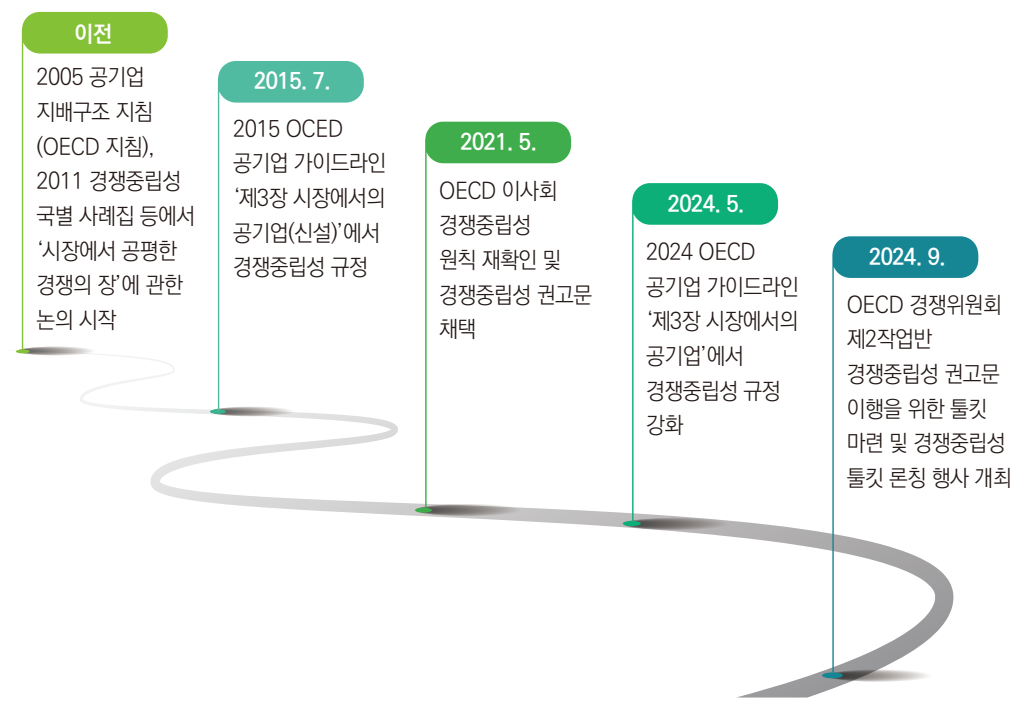 이전
2005 공기업
지배구조 지침
(OECD 지침),
2011 경쟁중립성
국별 사례집 등에서
‘시장에서 공평한
경쟁의 장’에 관한
논의 시작
2015. 7.
2015 OCED
공기업 가이드라인
‘제3장 시장에서의
공기업(신설)’에서
경쟁중립성 규정
2021. 5.
OECD 이사회
경쟁중립성
원칙 재확인 및
경쟁중립성 권고문
채택
2024. 5.
2024 OECD
공기업 가이드라인
‘제3장 시장에서의
공기업’에서
경쟁중립성 규정
강화
2024. 9.
OECD 경쟁위원회
제2작업반
경쟁중립성 권고문
이행을 위한 툴킷
마련 및 경쟁중립성
툴킷 론칭 행사 개최